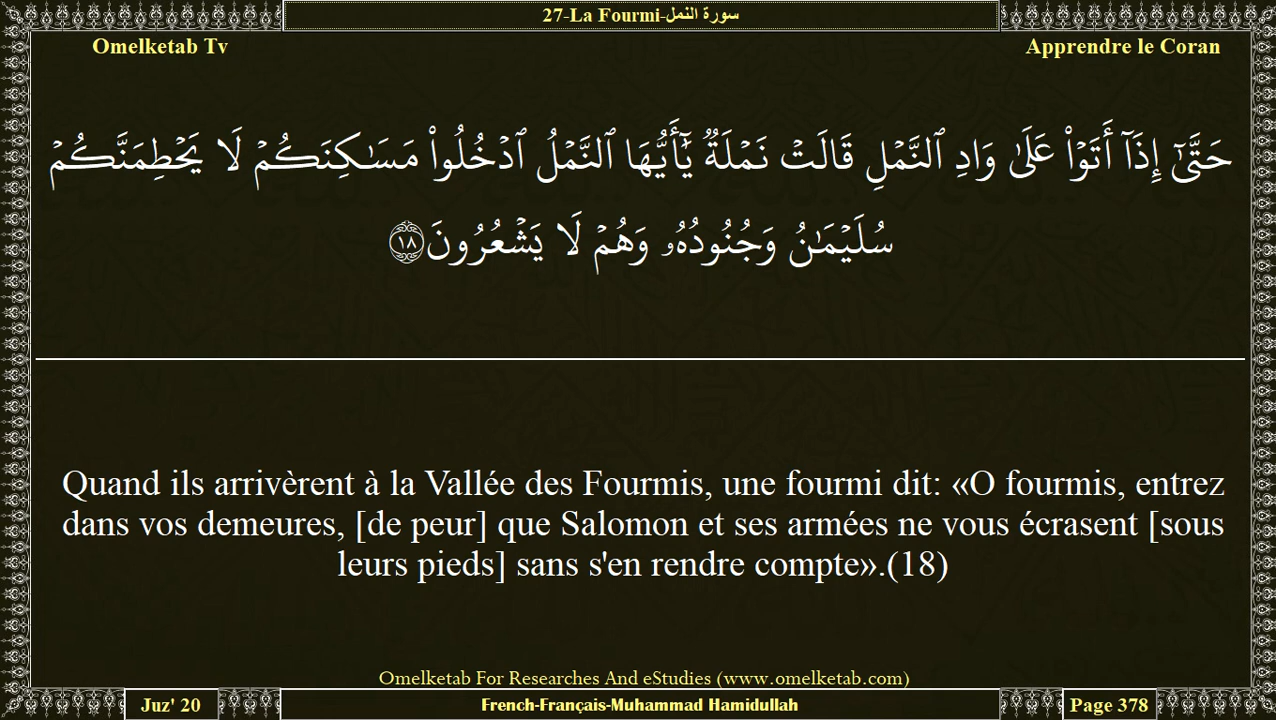 27-La Fourmi-سورة النمل
Omelketab Tv
Apprendre le Coran
حَتَّىٰٓ إِذَآ أَتَوۡاْ عَلَىٰ وَادِ ٱلنَّمۡلِ قَالَتۡ نَمۡلَةٞ يَٰٓأَيُّهَا ٱلنَّمۡلُ ٱدۡخُلُواْ مَسَٰكِنَكُمۡ لَا يَحۡطِمَنَّكُمۡ
سُلَيۡمَٰنُ وَجُنُودُهُۥ وَهُمۡ لَا يَشۡعُرُونَ ١٨
Quand ils arrivèrent à la Vallée des Fourmis, une fourmi dit: «O fourmis, entrez
dans vos demeures, [de peur] que Salomon et ses armées ne vous écrasent [sous
leurs pieds] sans s'en rendre compte».(18)
Omelketab For Researches And eStudies (www.omelketab.com)
Juz' 20
French-Français-Muhammad Hamidullah
Page 378